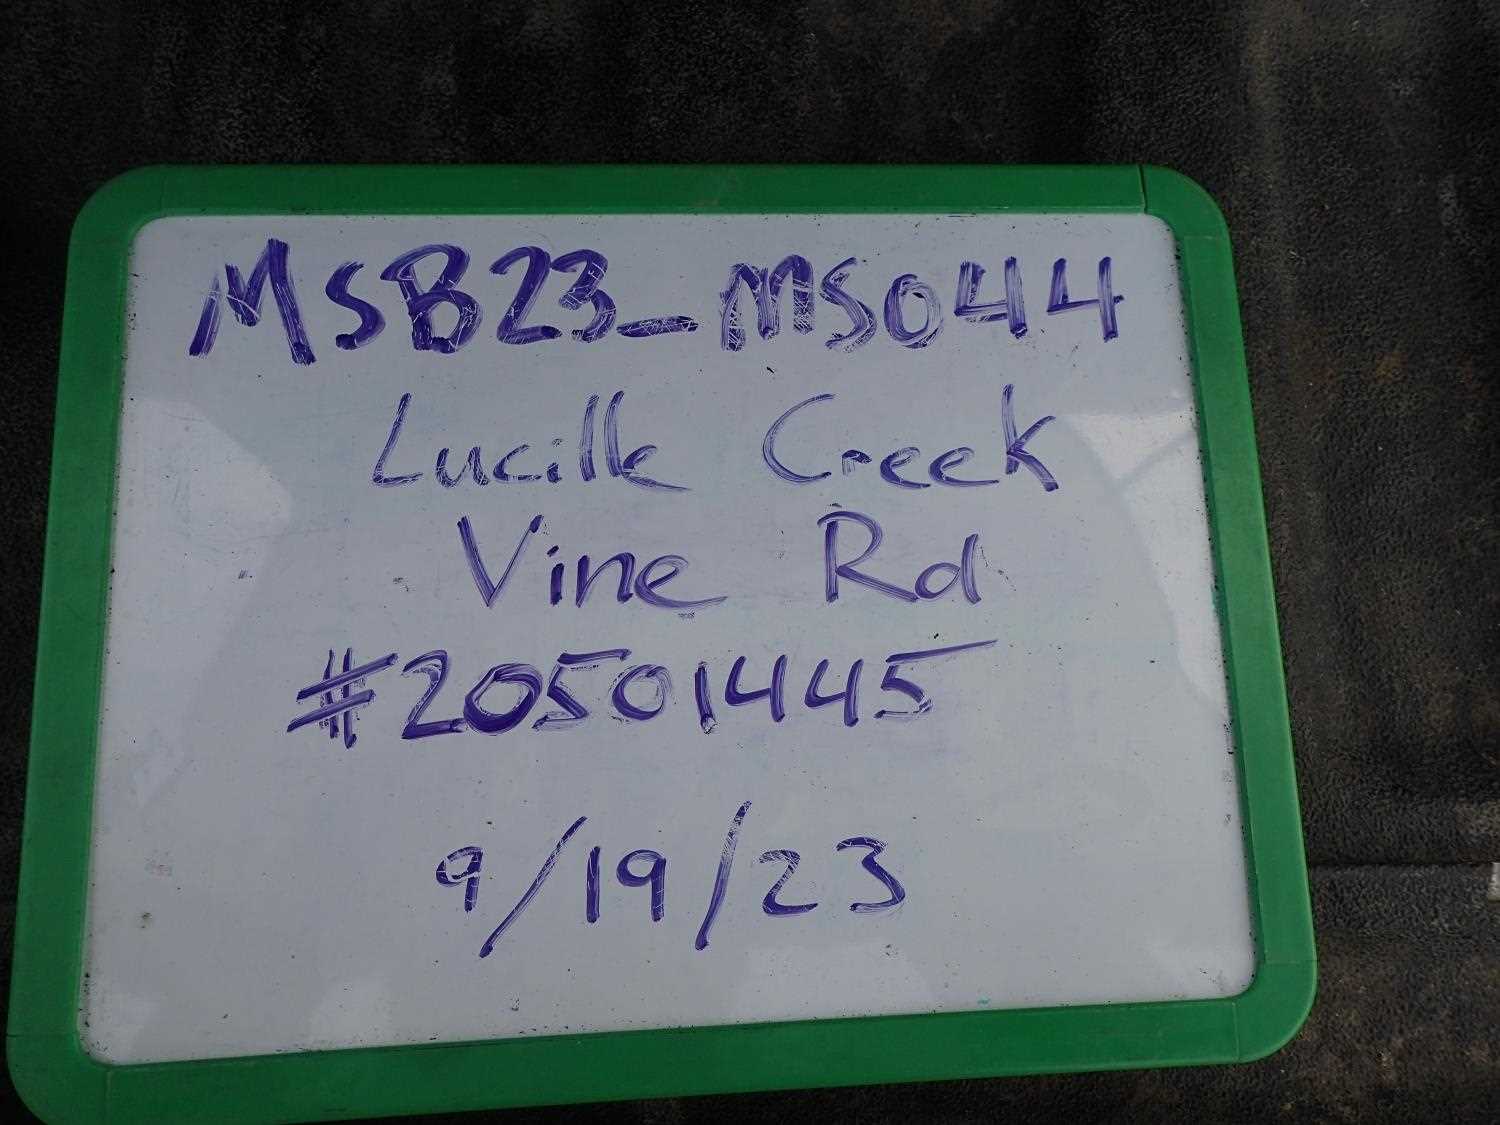 MSB23_MS044
Lucille Creek
Vine Rd
#20501445
9/19/23